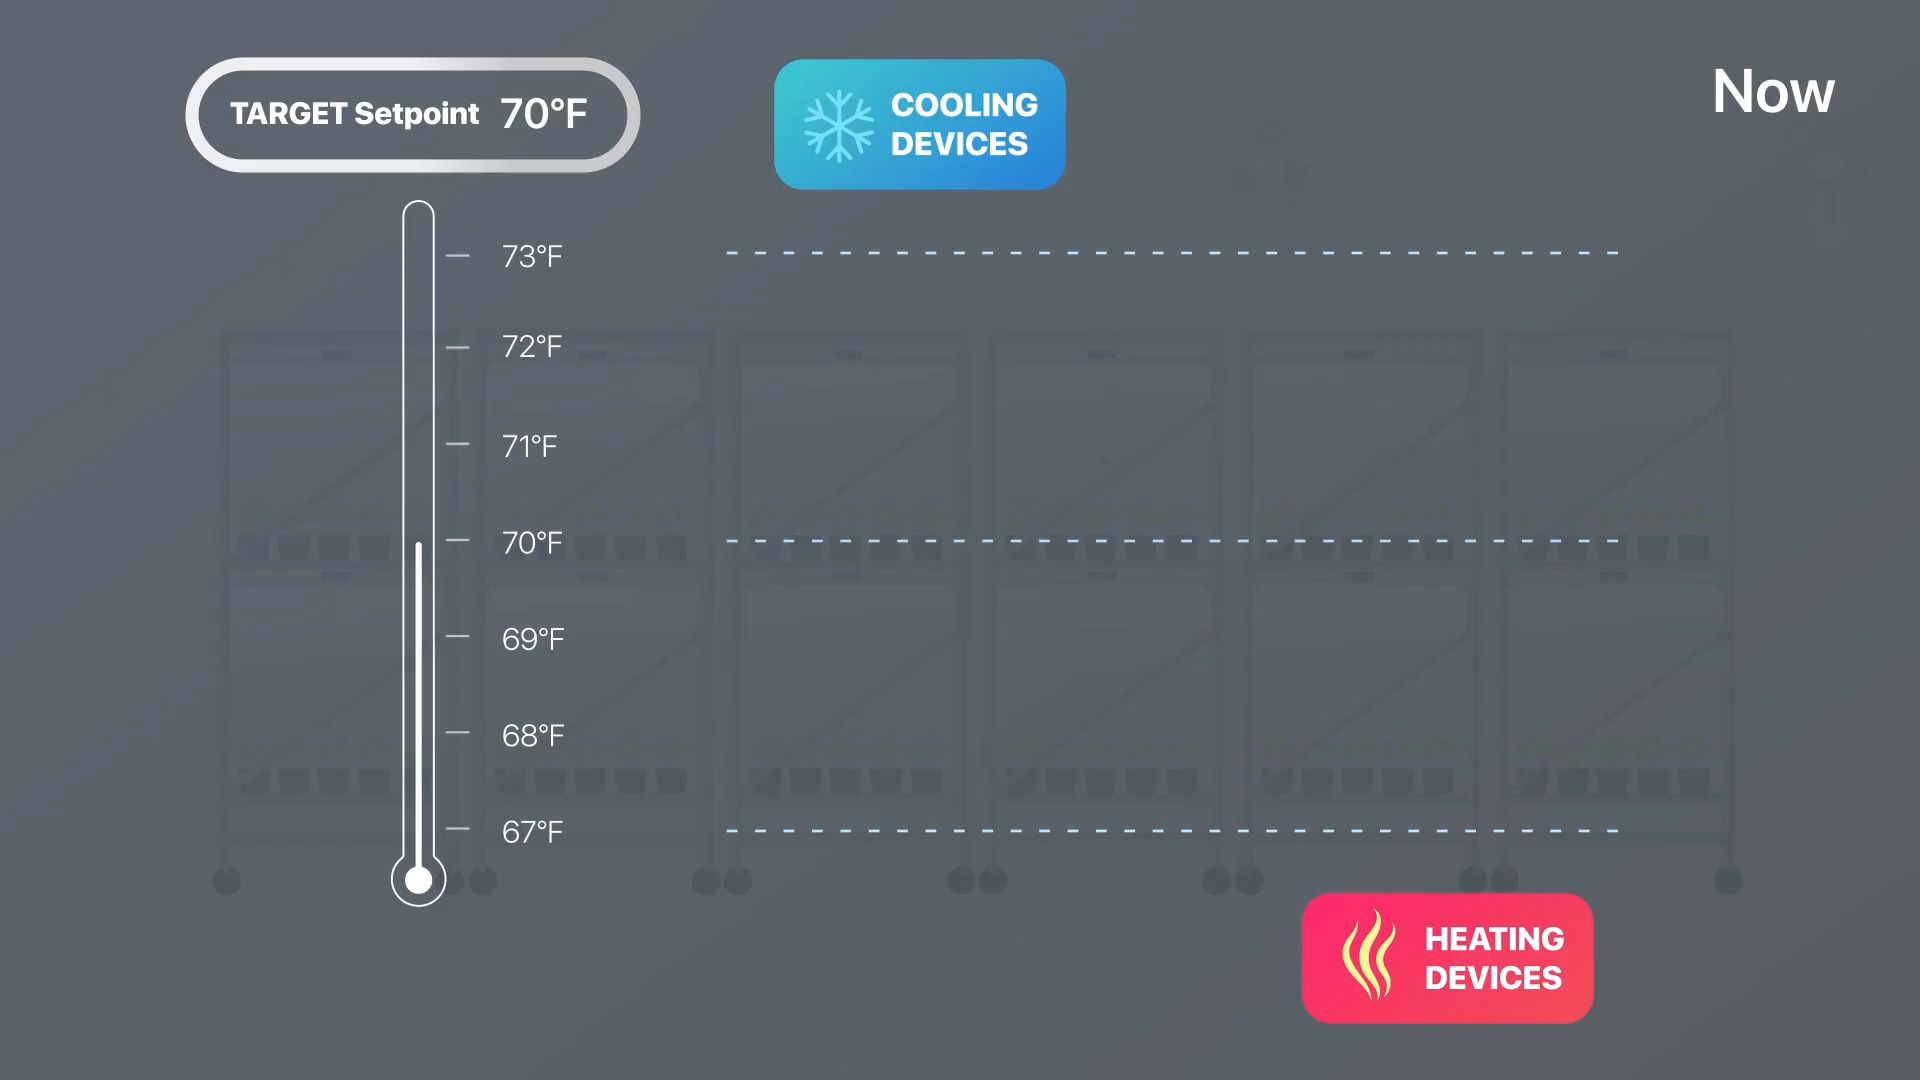 TARGET Setpoint 70°F
COOLING
DEVICES
Now
73°F
72°F
71°F
70°F
69°F
68°F
67°F
HEATING
DEVICES